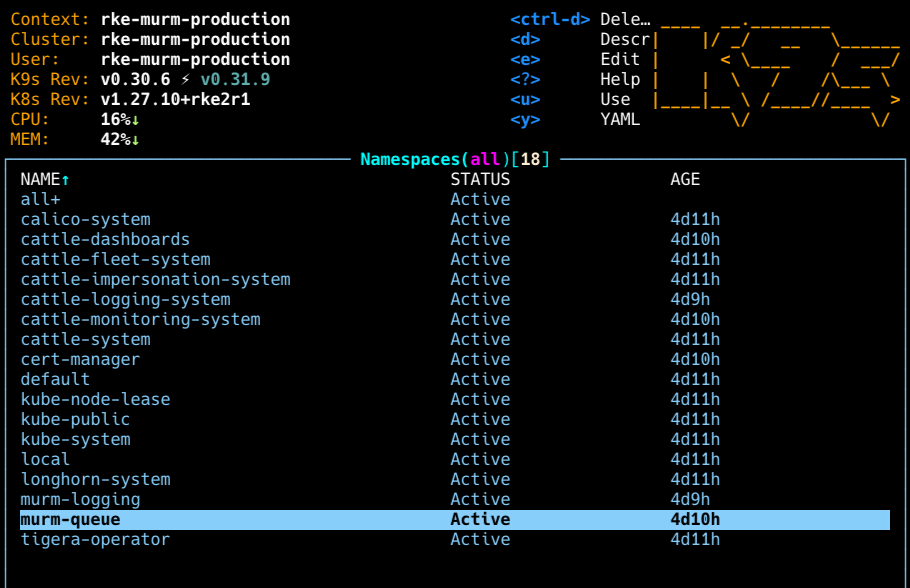 Context: rke-murm-production <ctrl-d> Dele…
Cluster: rke-murm-production <d> Descr
User: rke-murm-production <e> Edit
K9s Rev: v0.30.6 ⚡ v0.31.9 <?> Help
K8s Rev: v1.27.10+rke2r1 <u> Use
CPU: 16%↓ <y> YAML
MEM: 42%↓
Namespaces(all)[18]
NAME↑ STATUS AGE
all+ Active
calico-system Active 4d11h
cattle-dashboards Active 4d10h
cattle-fleet-system Active 4d11h
cattle-impersonation-system Active 4d11h
cattle-logging-system Active 4d9h
cattle-monitoring-system Active 4d10h
cattle-system Active 4d11h
cert-manager Active 4d10h
default Active 4d11h
kube-node-lease Active 4d11h
kube-public Active 4d11h
kube-system Active 4d11h
local Active 4d11h
longhorn-system Active 4d11h
murm-logging Active 4d9h
murm-queue Active 4d10h
tigera-operator Active 4d11h